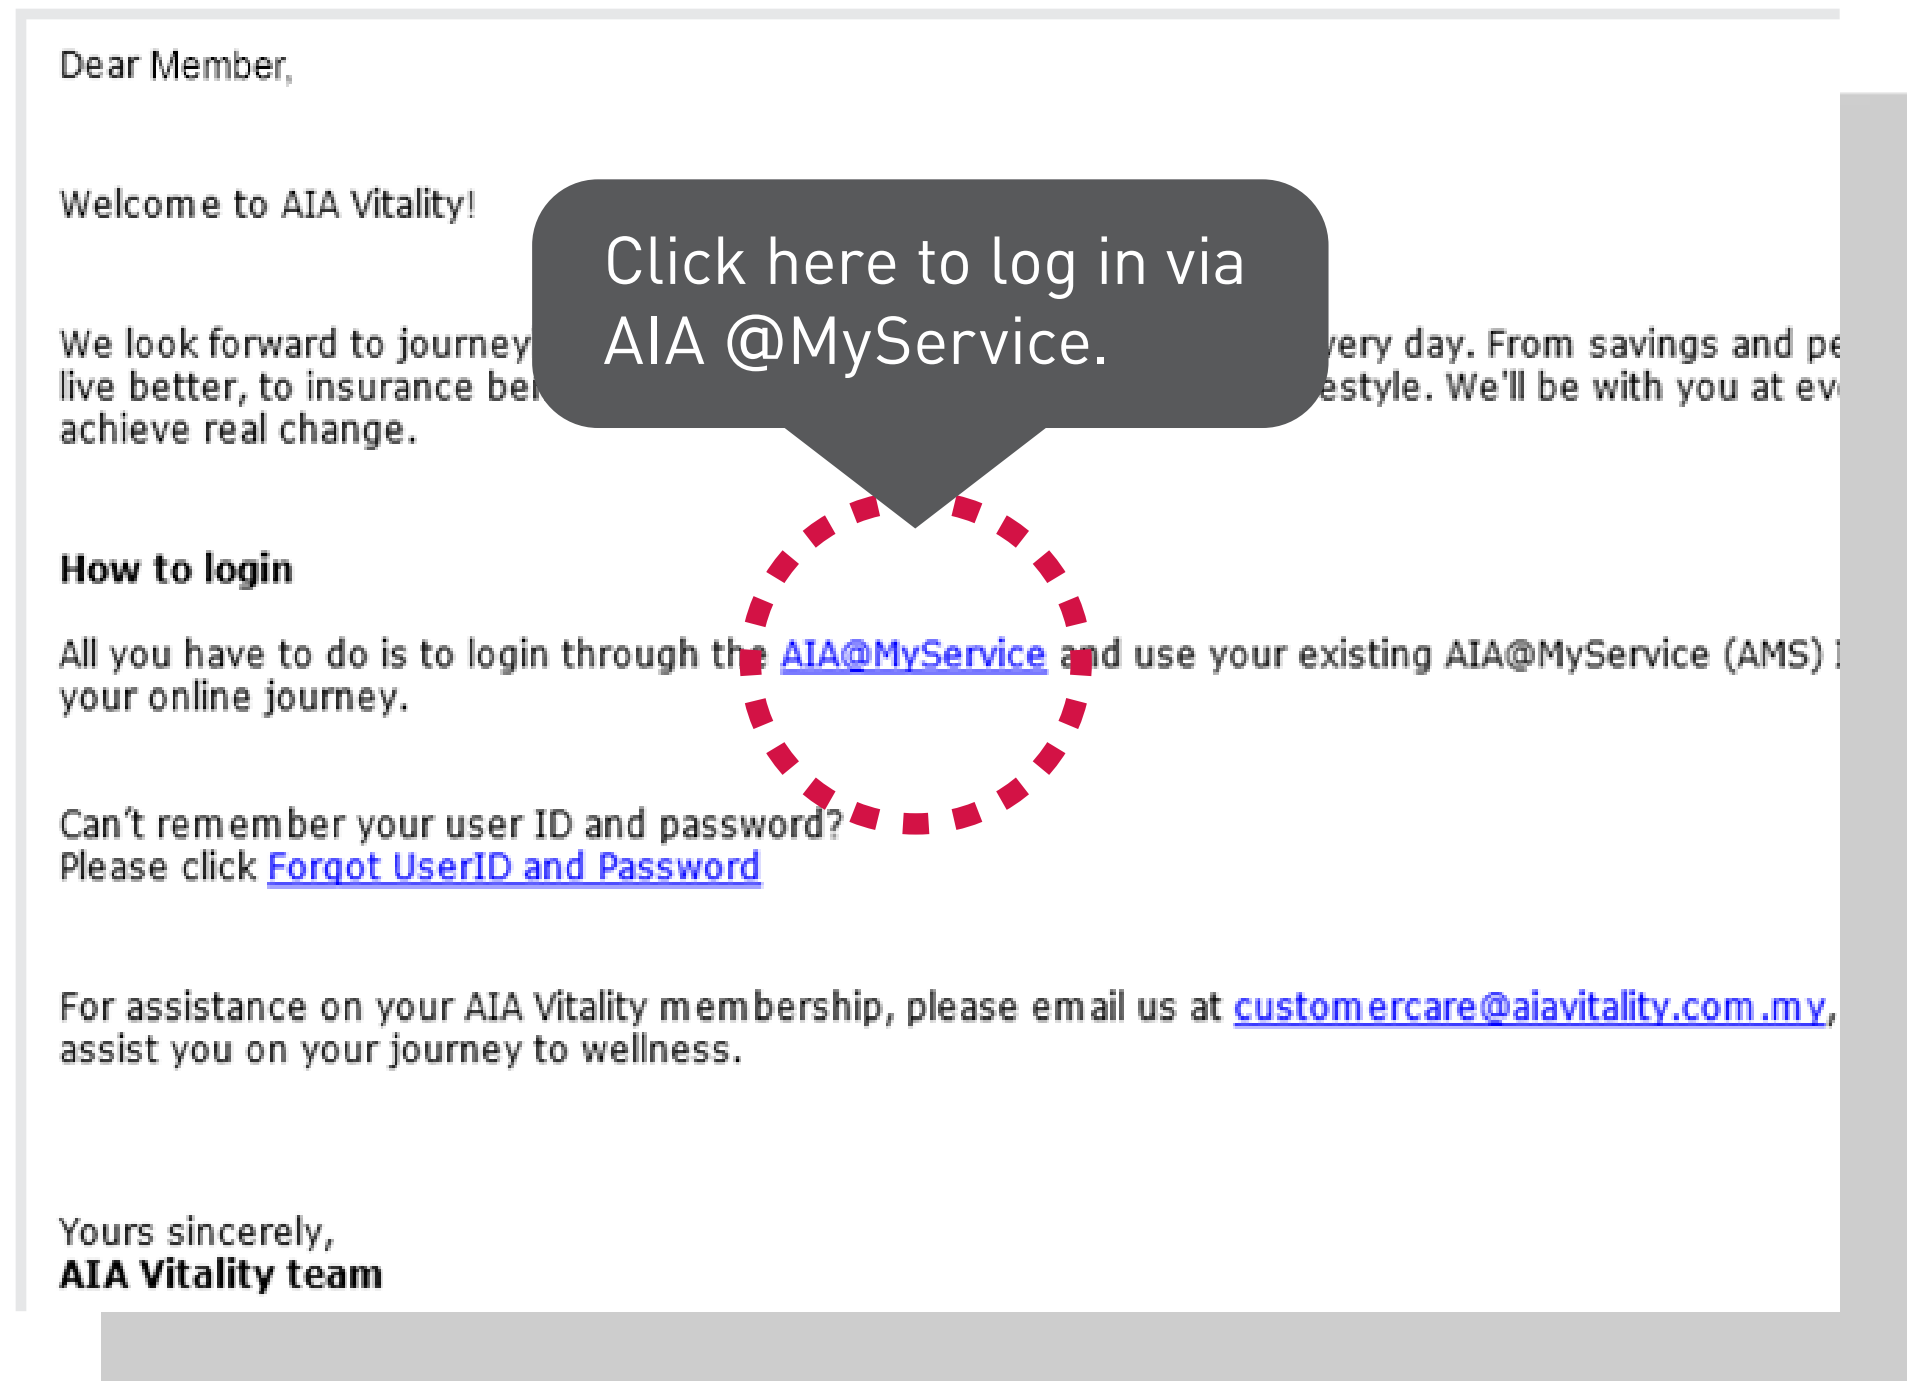 Dear Member,
Welcome to AIA Vitality!
Click here to log in via
AIA @MyService.
We look forward to journey very day. From savings and
live better, to insurance estyle. We'll be with you at
achieve real change.
How to login
All you have to do is to login through the AIA@MyService and use your existing AIA@MyService (AMS)
your online journey.
Can't remember your user ID and password?
Please click Forgot UserID and Password
For assistance on your AIA Vitality membership, please email us at customercare@aiavitality.com.my,
assist you on your journey to wellness.
Yours sincerely,
AIA Vitality team